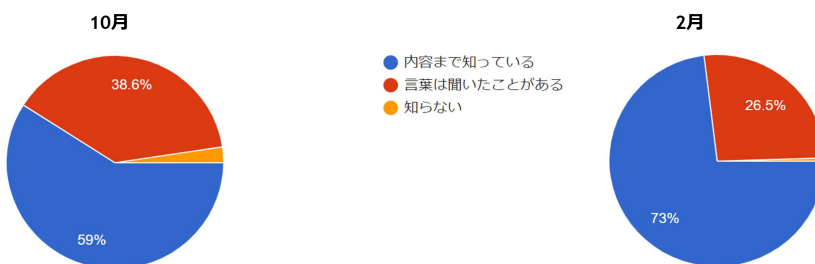 10月
38.6%
59%
内容まで知っている
言葉は聞いたことがある
知らない
2月
26.5%
73%